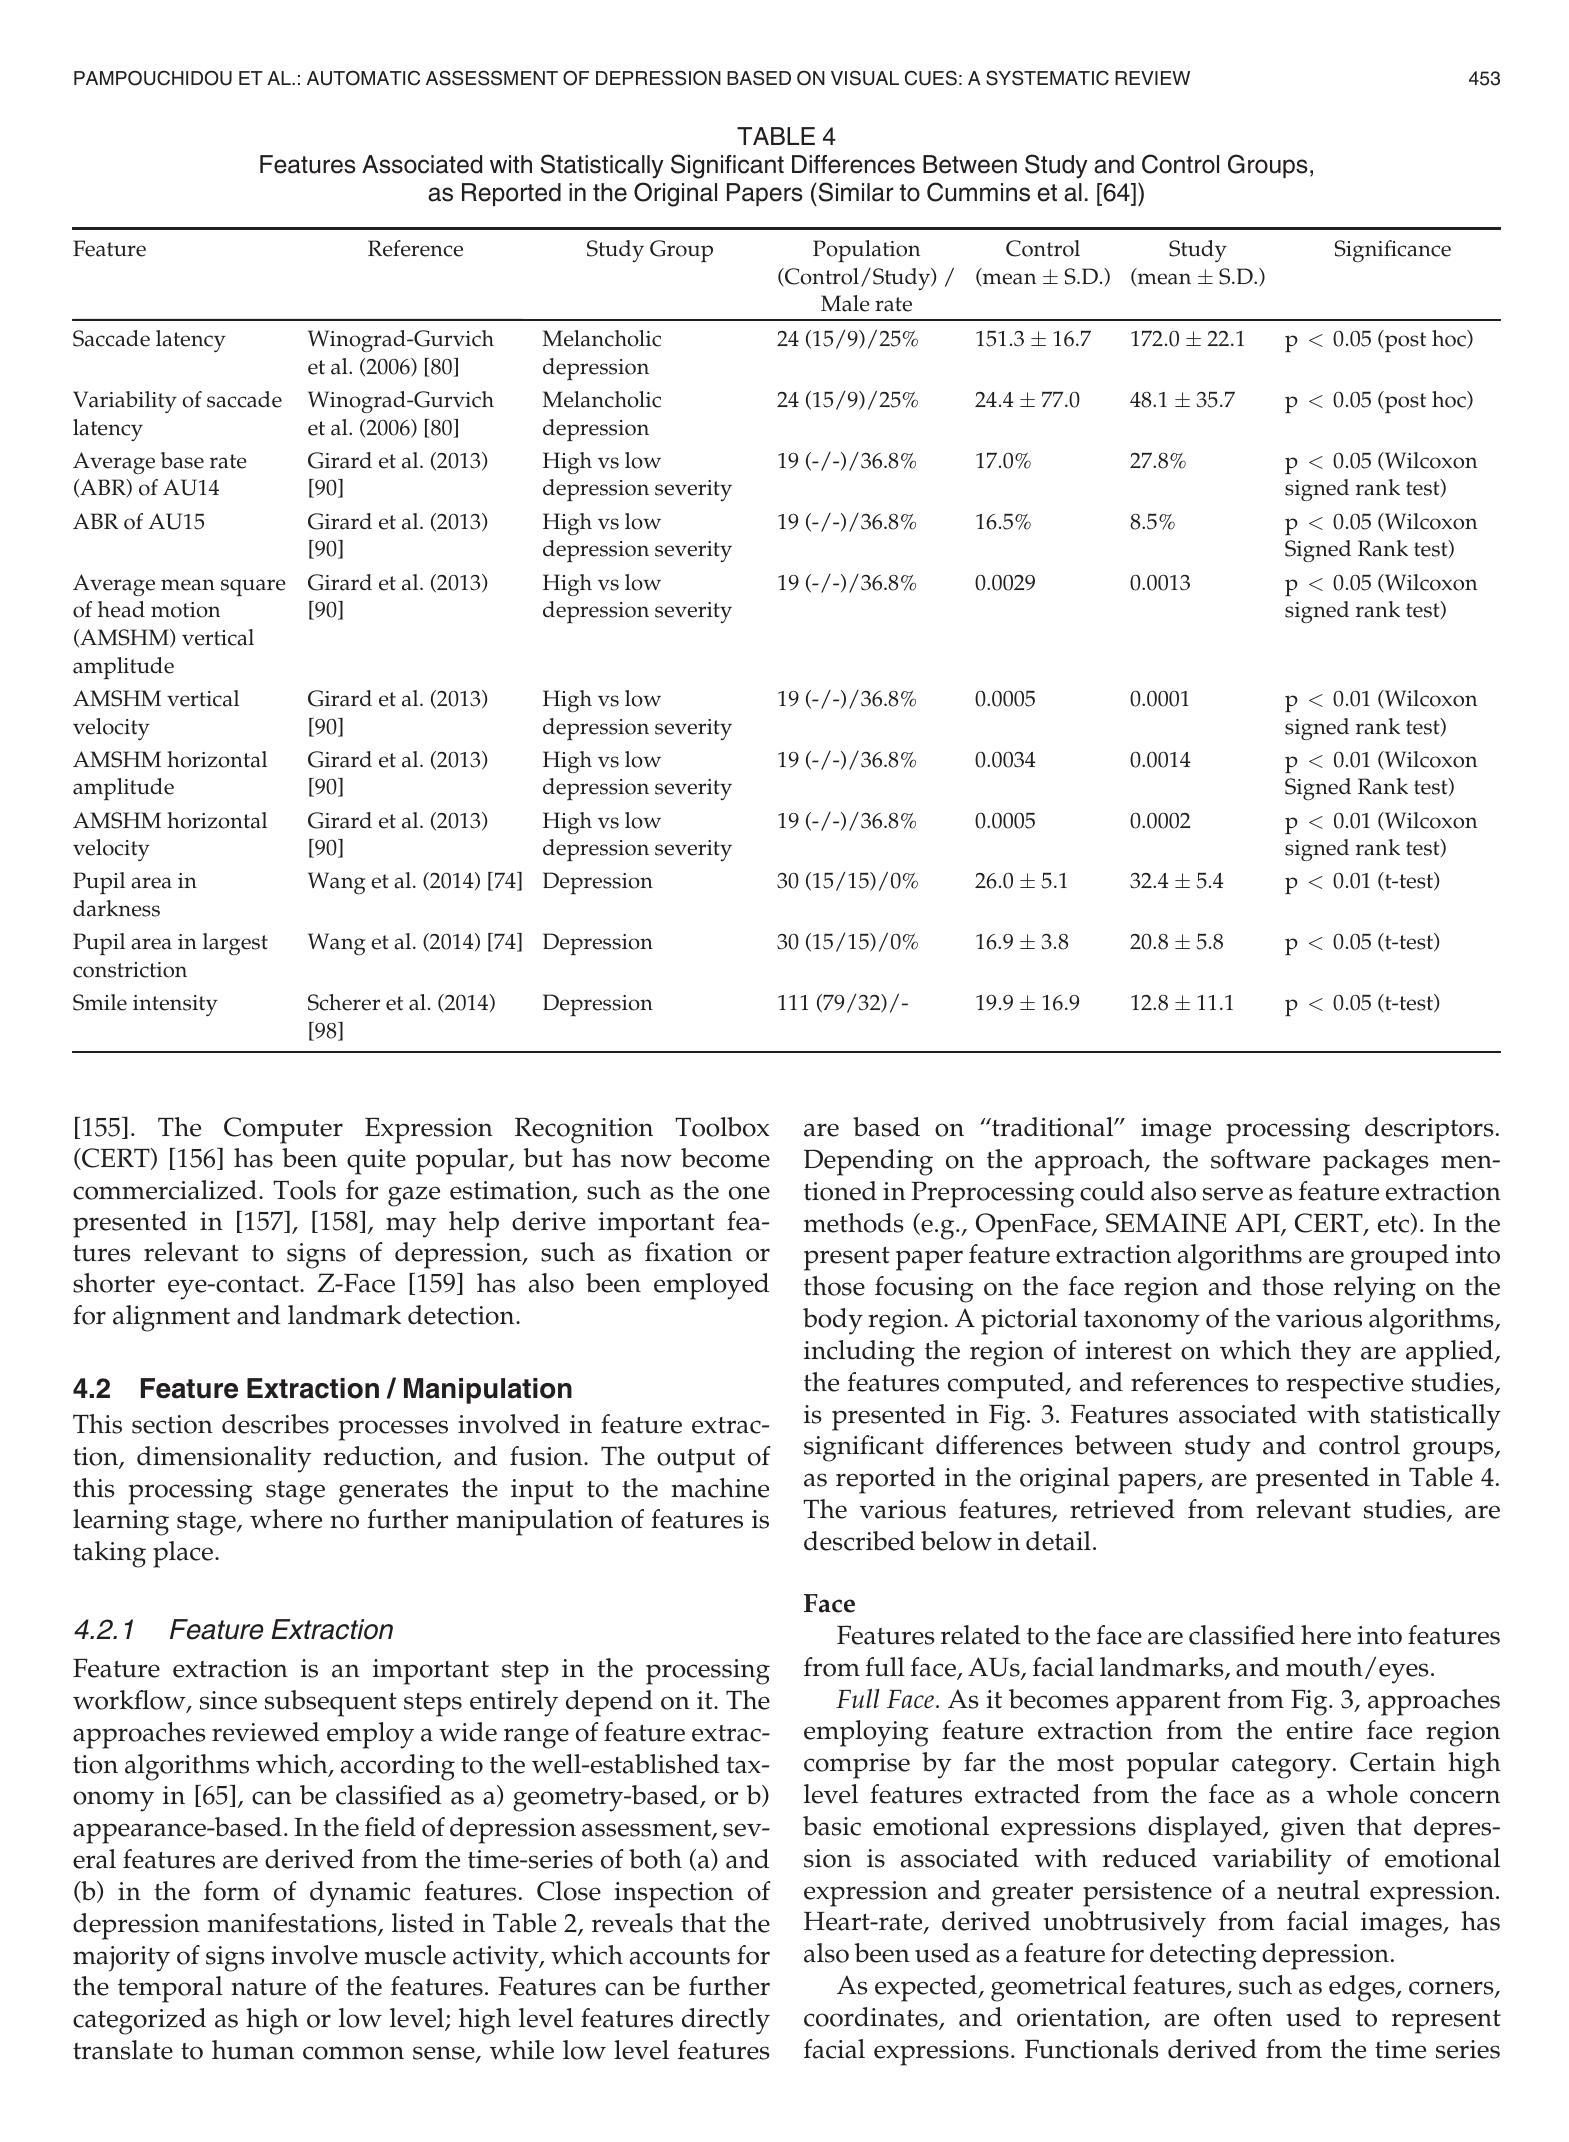 PAMPOUCHIDOU ET AL.: AUTOMATIC ASSESSMENT OF DEPRESSION BASED ON VISUAL CUES: A SYSTEMATIC REVIEW 453
TABLE 4
Features Associated with Statistically Significant Differences Between Study and Control Groups,
as Reported in the Original Papers (Similar to Cummins et al. [64])
Feature Reference Study Group Population Control Study Significance
(Control/Study) / (mean ± S.D.) (mean ± S.D.)
Male rate
Saccade latency Winograd-Gurvich Melancholic 24 (15/9)/25% 151.3 ± 16.7 172.0 ± 22.1 p < 0.05 (post hoc)
et al. (2006) [80] depression
Variability of saccade Winograd-Gurvich Melancholic 24 (15/9)/25% 24.4 ± 77.0 48.1 ± 35.7 p < 0.05 (post hoc)
latency et al. (2006) [80] depression
Average base rate Girard et al. (2013) High vs low 19 (-/-)/36.8% 17.0% 27.8% p < 0.05 (Wilcoxon
(ABR) of AU14 [90] depression severity signed rank test)
ABR of AU15 Girard et al. (2013) High vs low 19 (-/-)/36.8% 16.5% 8.5% p < 0.05 (Wilcoxon
[90] depression severity Signed Rank test)
Average mean square Girard et al. (2013) High vs low 19 (-/-)/36.8% 0.0029 0.0013 p < 0.05 (Wilcoxon
of head motion [90] depression severity signed rank test)
(AMSHM) vertical
amplitude
AMSHM vertical Girard et al. (2013) High vs low 19 (-/-)/36.8% 0.0005 0.0001 p < 0.01 (Wilcoxon
velocity [90] depression severity signed rank test)
AMSHM horizontal Girard et al. (2013) High vs low 19 (-/-)/36.8% 0.0034 0.0014 p < 0.01 (Wilcoxon
amplitude [90] depression severity Signed Rank test)
AMSHM horizontal Girard et al. (2013) High vs low 19 (-/-)/36.8% 0.0005 0.0002 p < 0.01 (Wilcoxon
velocity [90] depression severity signed rank test)
Pupil area in Wang et al. (2014) [74] Depression 30 (15/15)/0% 26.0 ± 5.1 32.4 ± 5.4 p < 0.01 (t-test)
darkness
Pupil area in largest Wang et al. (2014) [74] Depression 30 (15/15)/0% 16.9 ± 3.8 20.8 ± 5.8 p < 0.05 (t-test)
constriction
Smile intensity Scherer et al. (2014) Depression 111 (79/32)/- 19.9 ± 16.9 12.8 ± 11.1 p < 0.05 (t-test)
[98]
[155]. The Computer Expression Recognition Toolbox
(CERT) [156] has been quite popular, but has now become
commercialized. Tools for gaze estimation, such as the one
presented in [157], [158], may help derive important fea-
tures relevant to signs of depression, such as fixation or
shorter eye-contact. Z-Face [159] has also been employed
for alignment and landmark detection.
4.2 Feature Extraction / Manipulation
This section describes processes involved in feature extrac-
tion, dimensionality reduction, and fusion. The output of
this processing stage generates the input to the machine
learning stage, where no further manipulation of features is
taking place.
4.2.1 Feature Extraction
Feature extraction is an important step in the processing
workflow, since subsequent steps entirely depend on it. The
approaches reviewed employ a wide range of feature extrac-
tion algorithms which, according to the well-established tax-
onomy in [65], can be classified as a) geometry-based, or b)
appearance-based. In the field of depression assessment, sev-
eral features are derived from the time-series of both (a) and
(b) in the form of dynamic features. Close inspection of
depression manifestations, listed in Table 2, reveals that the
majority of signs involve muscle activity, which accounts for
the temporal nature of the features. Features can be further
categorized as high or low level; high level features directly
translate to human common sense, while low level features
are based on “traditional” image processing descriptors.
Depending on the approach, the software packages men-
tioned in Preprocessing could also serve as feature extraction
methods (e.g., OpenFace, SEMAINE API, CERT, etc). In the
present paper feature extraction algorithms are grouped into
those focusing on the face region and those relying on the
body region. A pictorial taxonomy of the various algorithms,
including the region of interest on which they are applied,
the features computed, and references to respective studies,
is presented in Fig. 3. Features associated with statistically
significant differences between study and control groups,
as reported in the original papers, are presented in Table 4.
The various features, retrieved from relevant studies, are
described below in detail.
Face
Features related to the face are classified here into features
from full face, AUs, facial landmarks, and mouth/eyes.
Full Face. As it becomes apparent from Fig. 3, approaches
employing feature extraction from the entire face region
comprise by far the most popular category. Certain high
level features extracted from the face as a whole concern
basic emotional expressions displayed, given that depres-
sion is associated with reduced variability of emotional
expression and greater persistence of a neutral expression.
Heart-rate, derived unobtrusively from facial images, has
also been used as a feature for detecting depression.
As expected, geometrical features, such as edges, corners,
coordinates, and orientation, are often used to represent
facial expressions. Functionals derived from the time series